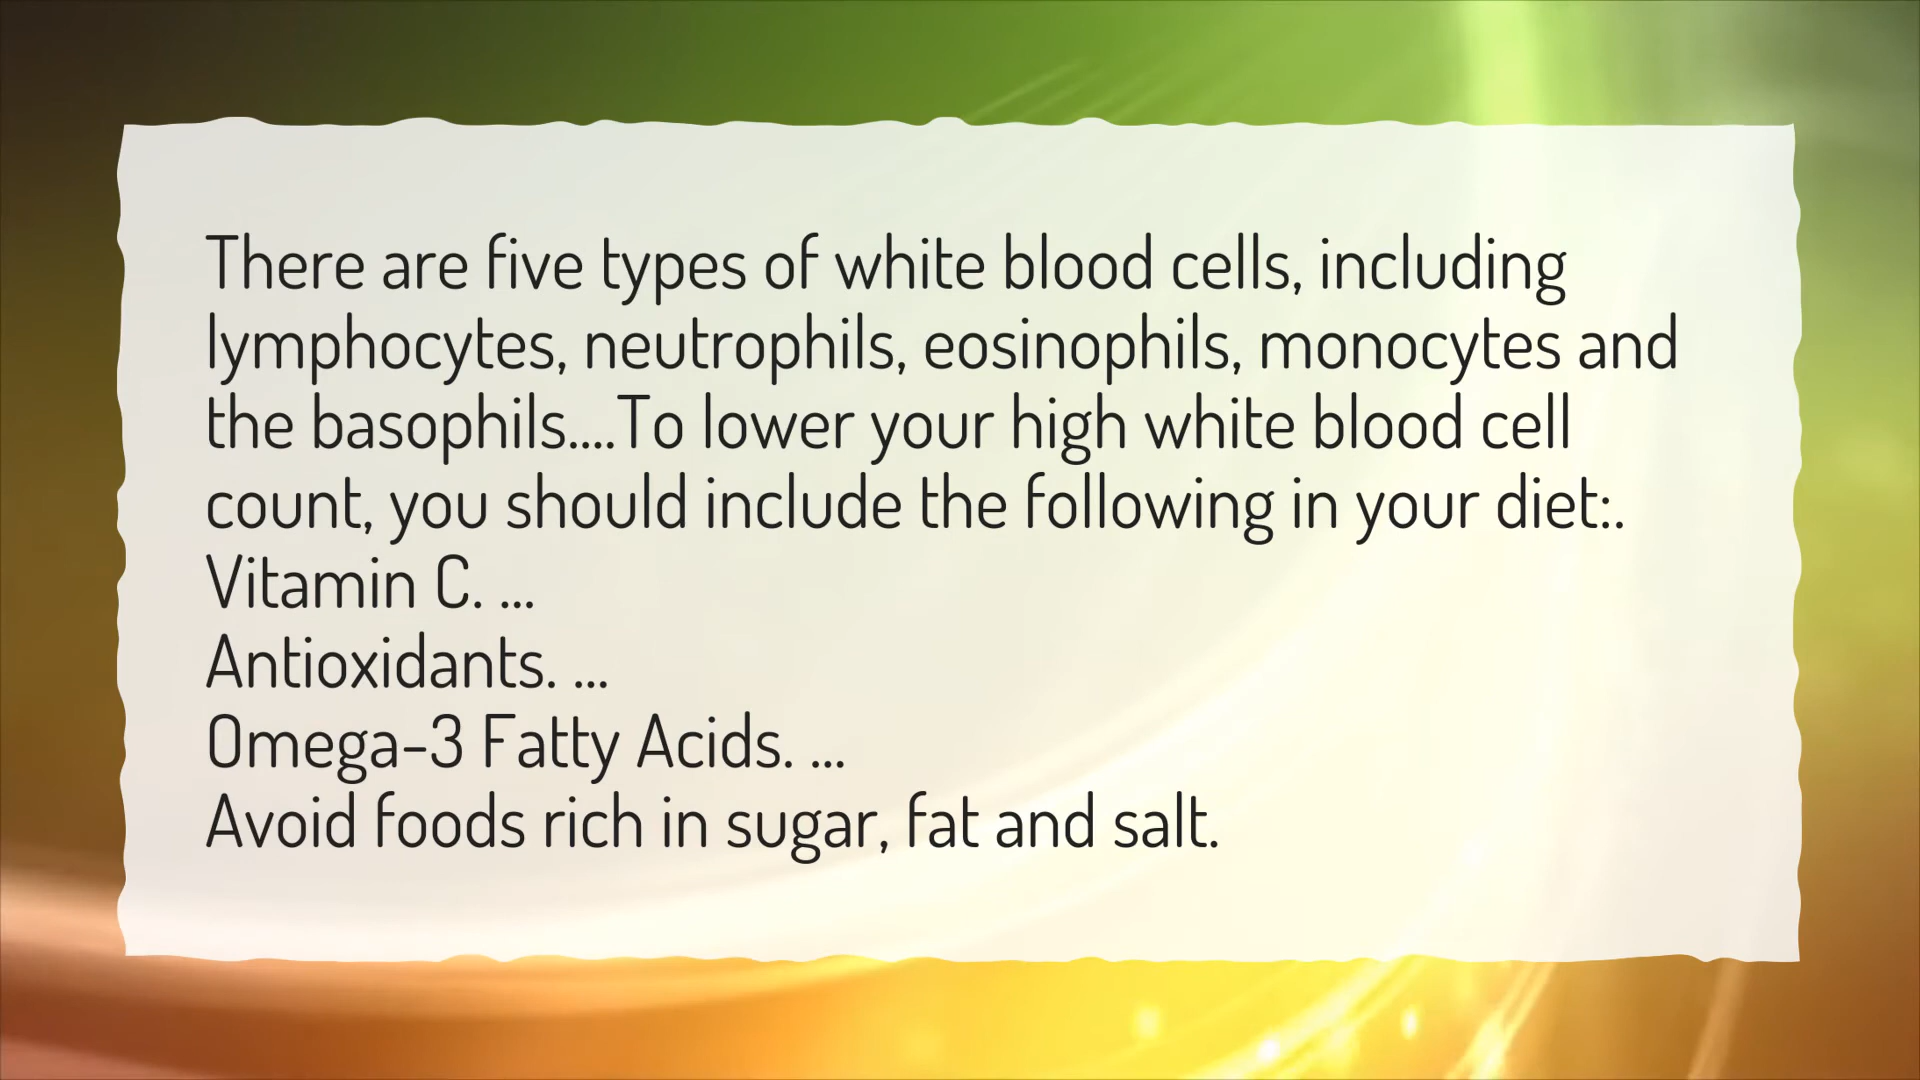 There are five types of white blood cells, including
lymphocytes, neutrophils, eosinophils, monocytes and
the basophils....To lower your high white blood cell
count, you should include the following in your diet:.
Vitamin C. ...
Antioxidants. ...
Omega-3 Fatty Acids. ...
Avoid foods rich in sugar, fat and salt.